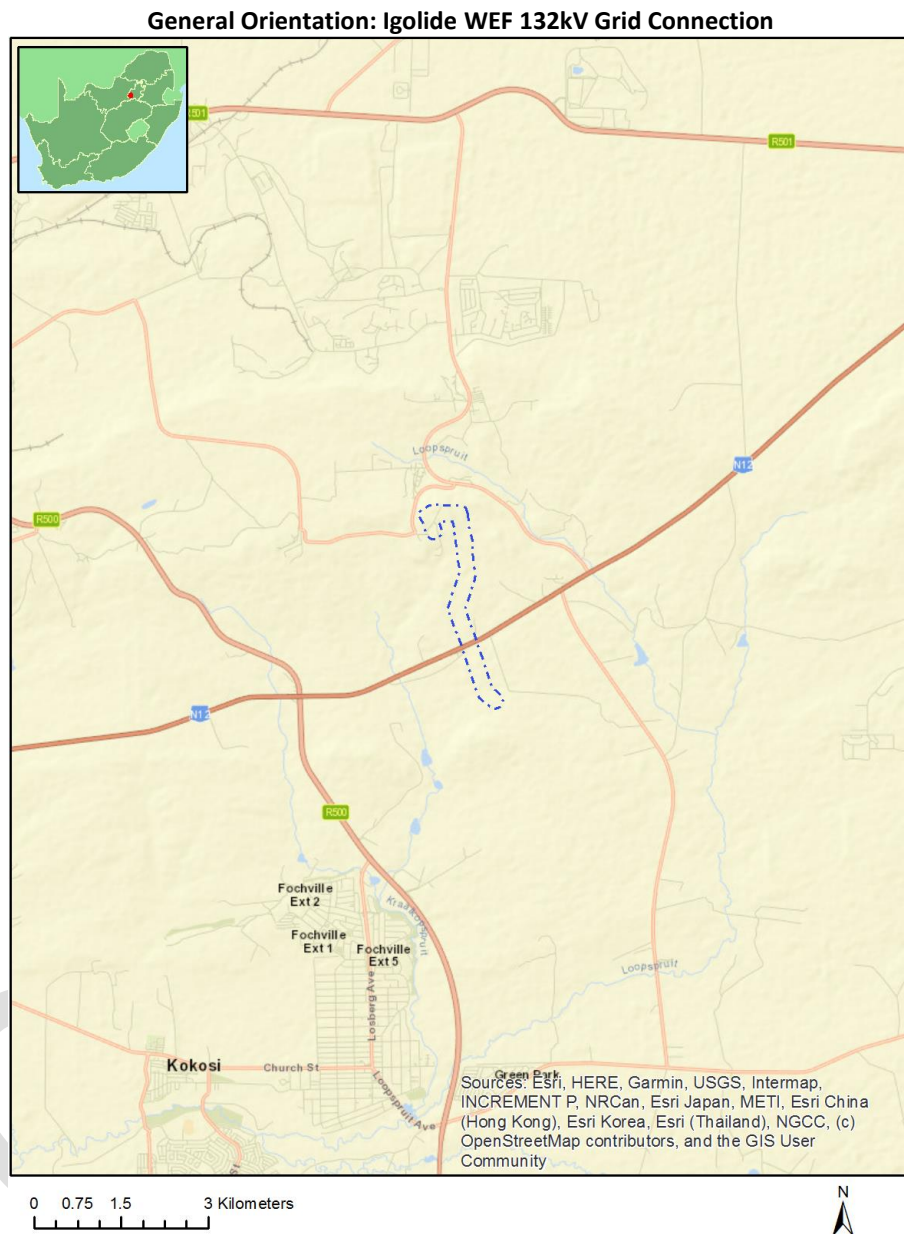 General Orientation: Igolide WEF 132kV Grid Connection
R501
R501
Loopspruit
N12
R500
N12
R500
Fochville
Ext 2
Kraalkopspruit
Fochville
Ext 1
Fochville
Ext 5
Loopspruit
Losberg Ave
Kokosi
Church St
Green Park
Loopspruit Ave
St
Sources: Esri, HERE, Garmin, USGS, Intermap,
INCREMENT P, NRCan, Esri Japan, METI, Esri China
(Hong Kong), Esri Korea, Esri (Thailand), NGCC, (c)
OpenStreetMap contributors, and the GIS User
Community
0 0.75 1.5 3 Kilometers
N